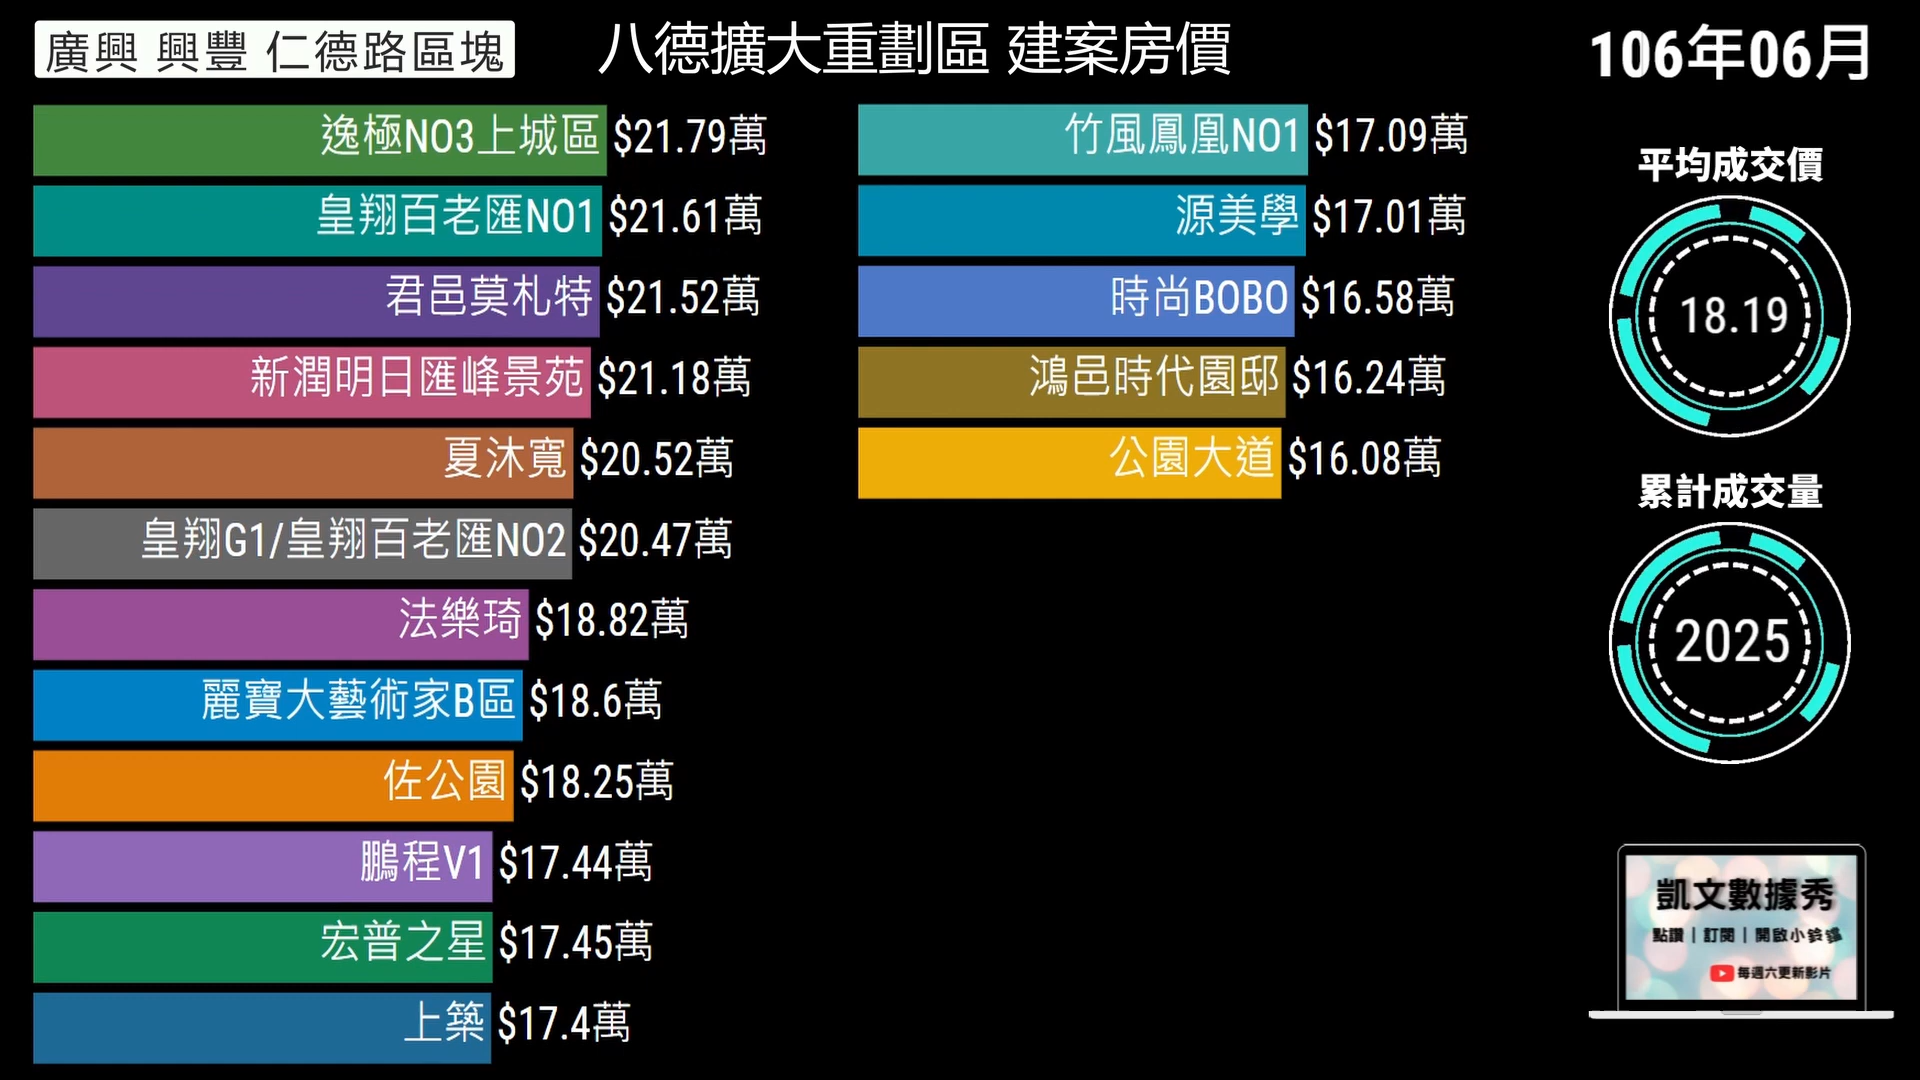 廣興 興豐 仁德路區塊
八德擴大重劃區 建案房價
106年06月
逸極NO3上城區 $21.79萬
皇翔百老匯NO1 $21.61萬
君邑莫札特 $21.52萬
新潤明日匯峰景苑 $21.18萬
夏沐寬 $20.52萬
皇翔G1/皇翔百老匯NO2 $20.47萬
法樂琦 $18.82萬
麗寶大藝術家B區 $18.6萬
佐公園 $18.25萬
鵬程V1 $17.44萬
宏普之星 $17.45萬
上築 $17.4萬
竹風鳳凰NO1 $17.09萬
源美學 $17.01萬
時尚BOBO $16.58萬
鴻邑時代園邸 $16.24萬
公園大道 $16.08萬
平均成交價
18.19
累計成交量
2025
凱文數據秀
點讚 | 訂閱 | 開啟小鈴鐺
每週六更新影片